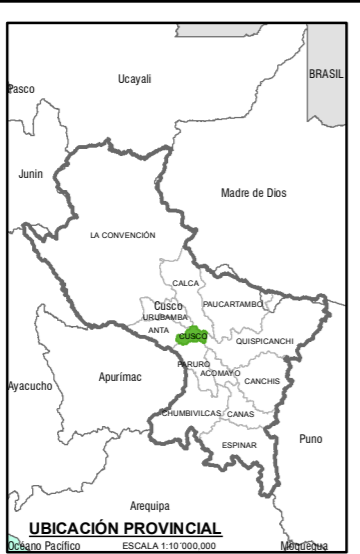 Ucayali
BRASIL
Pasco
Junin
Madre de Dios
LA CONVENCIÓN
CALCA
Cusco
PAUCARTAMBO
URUBAMBA
ANTA
CUSCO
QUISPICANCHI
PARURO
ACOMAYO
Apurímac
CANCHIS
Ayacucho
CHUMBIVILCAS
CANAS
Puno
ESPINAR
Arequipa
UBICACIÓN PROVINCIAL
Océano Pacífico
ESCALA 1:10´000,000
Moquegua